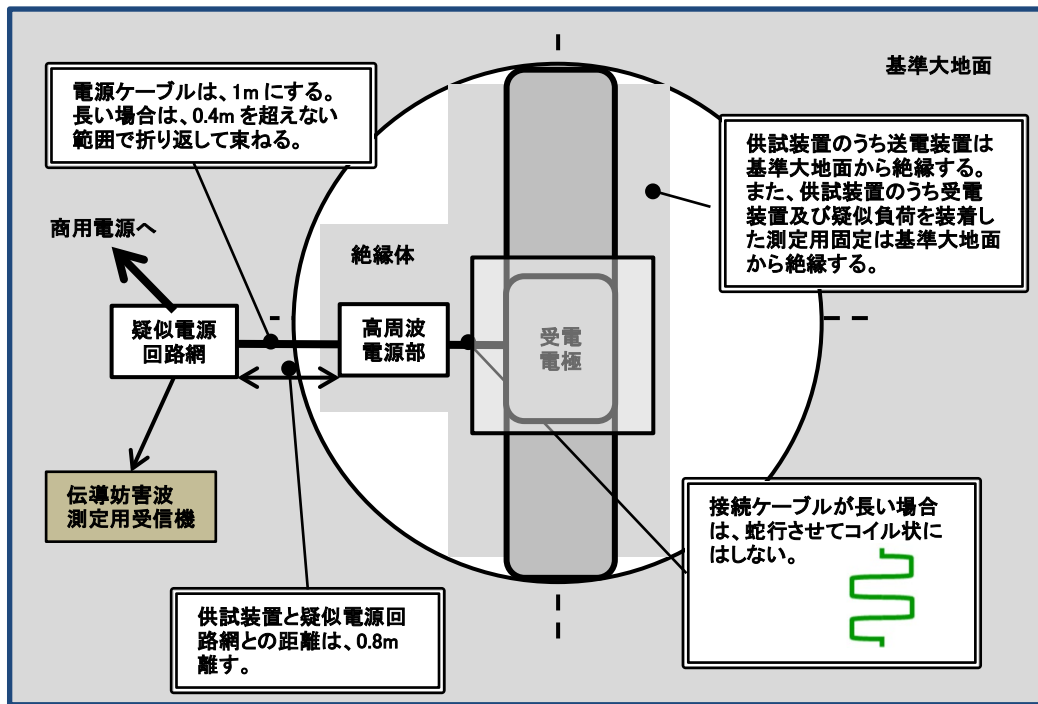 基準大地面
電源ケーブルは、1m にする。
長い場合は、0.4m を超えない
範囲で折り返して束ねる。
供試装置のうち送電装置は
基準大地面から絶縁する。
また、供試装置のうち受電
装置及び疑似負荷を装着し
た測定用固定は基準大地面
から絶縁する。
商用電源へ
絶縁体
疑似電源
回路網
高周波
電源部
受電
電極
伝導妨害波
測定用受信機
接続ケーブルが長い場合
は、蛇行させてコイル状に
はしない。
供試装置と疑似電源回
路網との距離は、0.8m
離す。